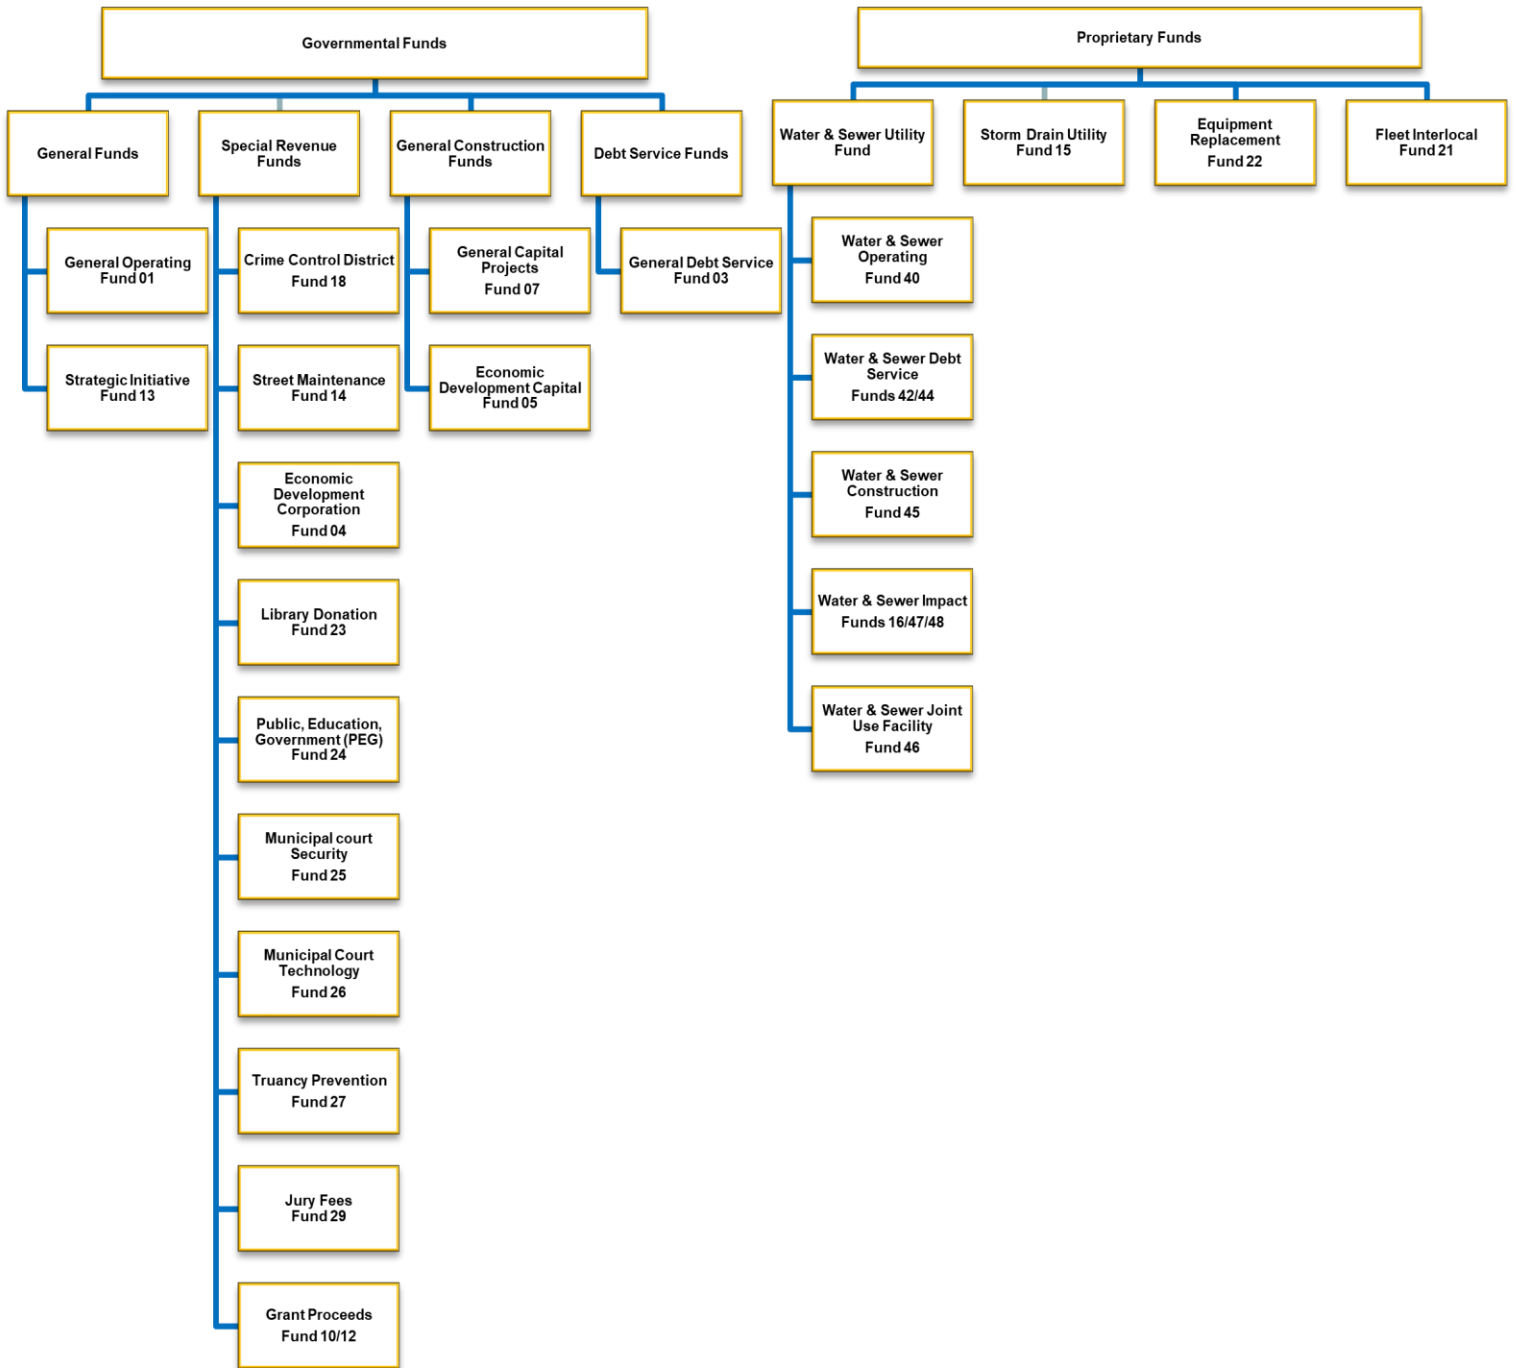 Governmental Funds
General Funds
General Operating
Fund 01
Strategic Initiative
Fund 13
Special Revenue
Funds
Crime Control District
Fund 18
Street Maintenance
Fund 14
Economic
Development
Corporation
Fund 04
Library Donation
Fund 23
Public, Education,
Government (PEG)
Fund 24
Municipal court
Security
Fund 25
Municipal Court
Technology
Fund 26
Truancy Prevention
Fund 27
Jury Fees
Fund 29
Grant Proceeds
Fund 10/12
General Construction
Funds
General Capital
Projects
Fund 07
Economic
Development Capital
Fund 05
Debt Service Funds
General Debt Service
Fund 03
Proprietary Funds
Water & Sewer Utility
Fund
Water & Sewer
Operating
Fund 40
Water & Sewer Debt
Service
Funds 42/44
Water & Sewer
Construction
Fund 45
Water & Sewer Impact
Funds 16/47/48
Water & Sewer Joint
Use Facility
Fund 46
Storm Drain Utility
Fund 15
Equipment
Replacement
Fund 22
Fleet Interlocal
Fund 21